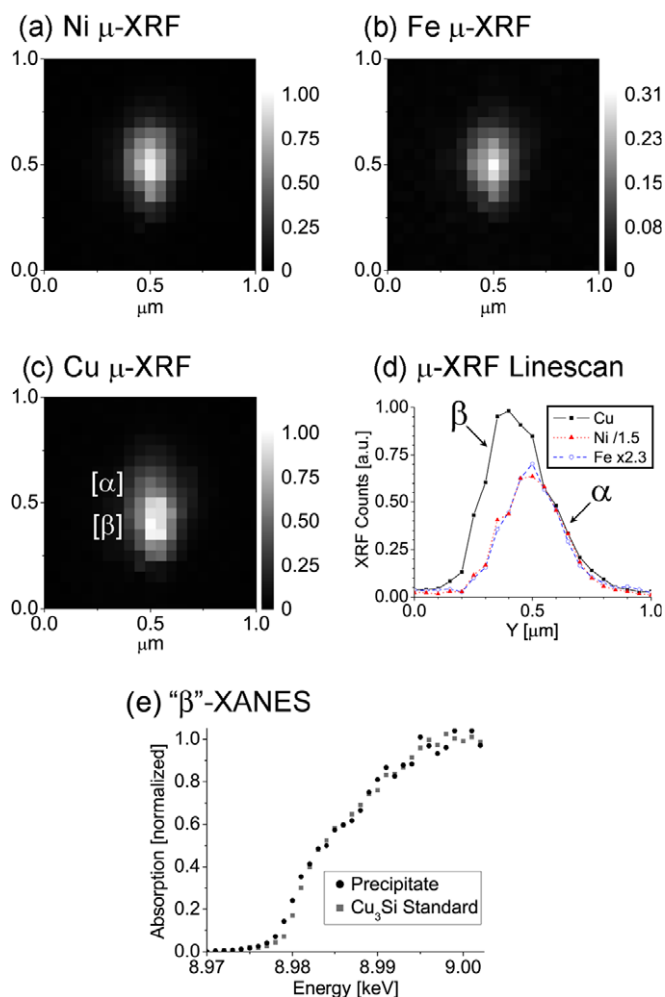 (a) Ni μ-XRF
(b) Fe μ-XRF
1.0
0.5
0.0
0.0 0.5 1.0
μm
1.00
0.75
0.50
0.25
0
1.0
0.5
0.0
0.0 0.5 1.0
μm
0.31
0.23
0.15
0.08
0
(c) Cu μ-XRF
(d) μ-XRF Linescan
1.0
0.5
0.0
[α]
[β]
0.0 0.5 1.0
μm
1.00
0.75
0.50
0.25
0
XRF Counts [a.u.]
1.00
0.75
0.50
0.25
0.00
β
α
Cu
Ni /1.5
Fe x2.3
0.0 0.5 1.0
Y [μm]
(e) "β"-XANES
Absorption [normalized]
1.0
0.8
0.6
0.4
0.2
0.0
Precipitate
Cu₃Si Standard
8.97 8.98 8.99 9.00
Energy [keV]